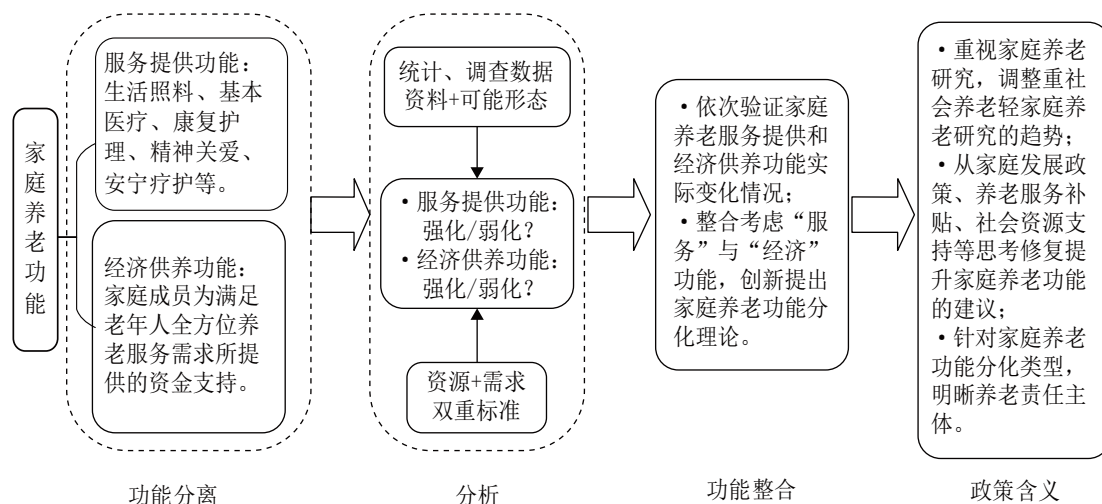 家庭养老功能
服务提供功能：
生活照料、基本
医疗、康复护
理、精神关爱、
安宁疗护等。
经济供养功能：
家庭成员为满足
老年人全方位养
老服务需求所提
供的资金支持。
功能分离
统计、调查数据
资料+可能形态
·服务提供功能：
强化/弱化？
·经济供养功能：
强化/弱化？
资源+需求
双重标准
分析
·依次验证家庭
养老服务提供和
经济供养功能实
际变化情况；
·整合考虑“服
务”与“经济”
功能，创新提出
家庭养老功能分
化理论。
功能整合
·重视家庭养老
研究，调整重社
会养老轻家庭养
老研究的趋势；
·从家庭发展政
策、养老服务补
贴、社会资源支
持等思考修复提
升家庭养老功能
的建议；
·针对家庭养老
功能分化类型，
明晰养老责任主
体。
政策含义